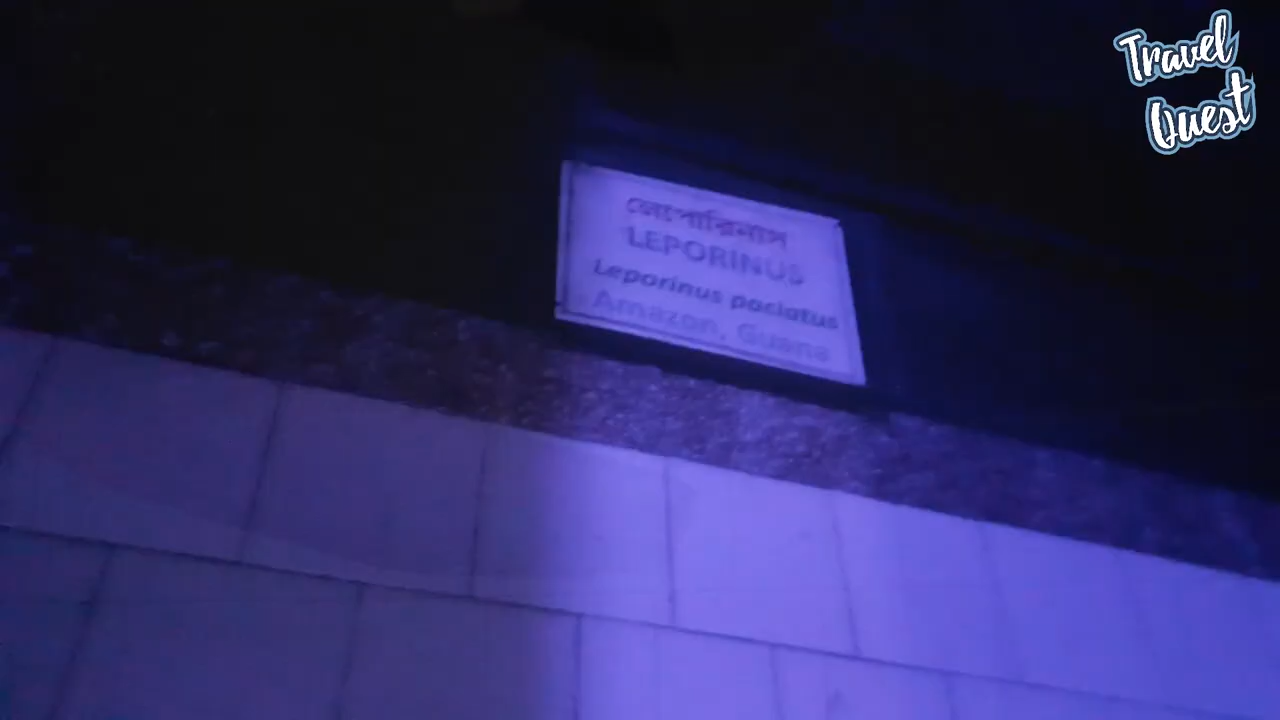 Travel
Quest
লেপোরিনাস
LEPORINUS
Leporinus paciatus
Amazon, Guana